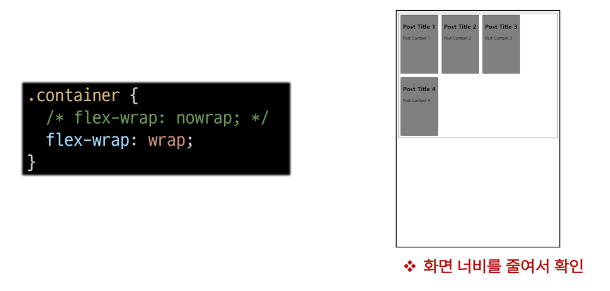 .container {
/* flex-wrap: nowrap; */
flex-wrap: wrap;
}
Post Title 1
Post Content 1
Post Title 2
Post Content 2
Post Title 3
Post Content 3
Post Title 4
Post Content 4
❖ 화면 너비를 줄여서 확인